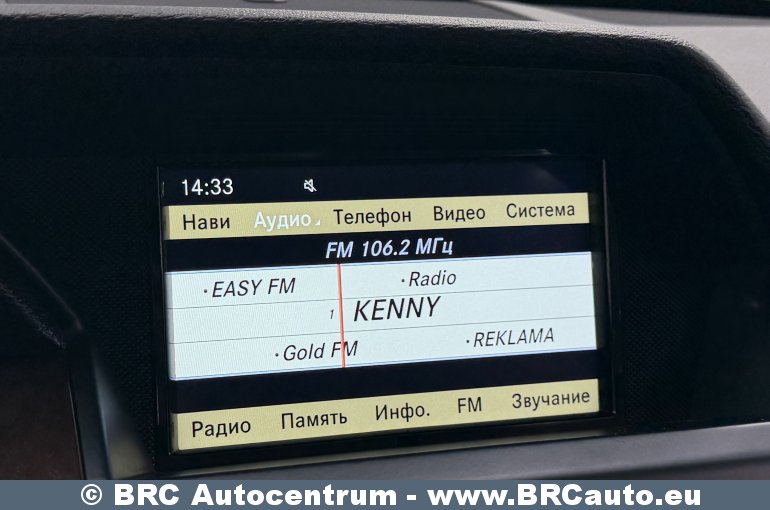 14:33
Нави Аудио Телефон Видео Система
FM 106.2 МГц
·EASY FM ·Radio
1 KENNY
·Gold FM ·REKLAMA
Радио Память Инфо. FM Звучание
© BRC Autocentrum - www.BRCauto.eu